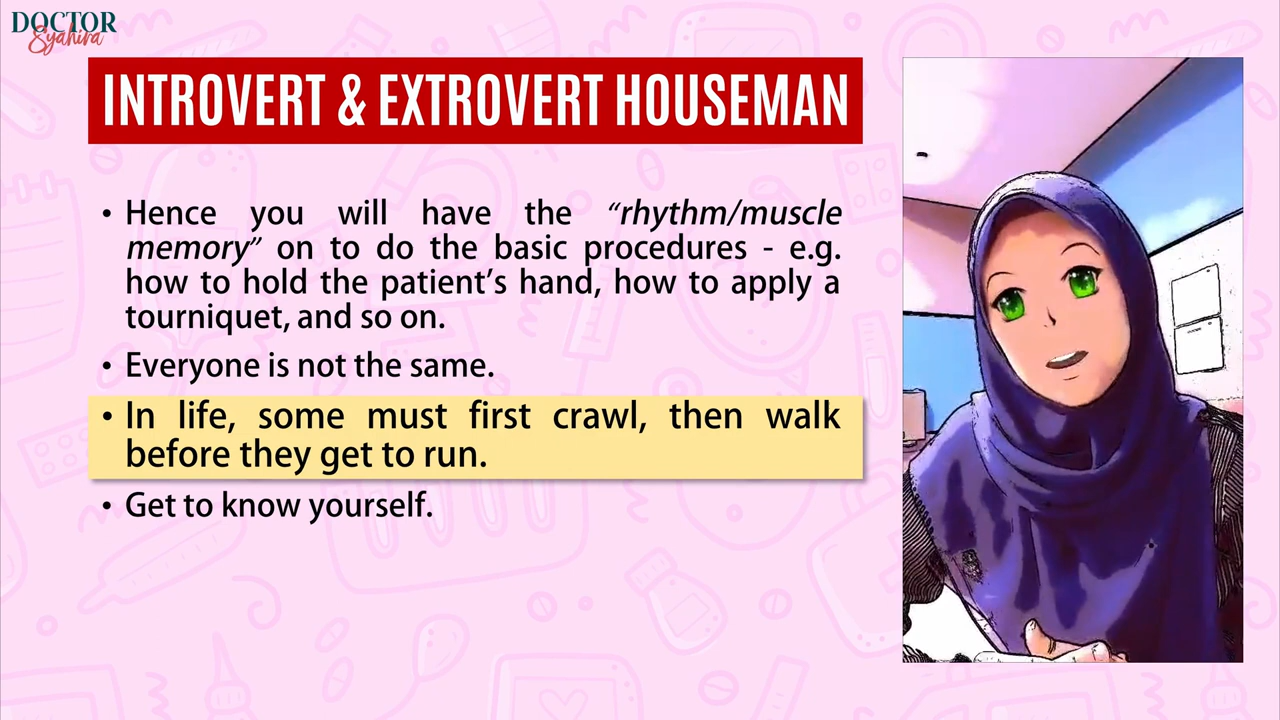 DOCTOR
Syahira
INTROVERT & EXTROVERT HOUSEMAN
• Hence you will have the “rhythm/muscle
memory” on to do the basic procedures - e.g.
how to hold the patient’s hand, how to apply a
tourniquet, and so on.
• Everyone is not the same.
• In life, some must first crawl, then walk
before they get to run.
• Get to know yourself.